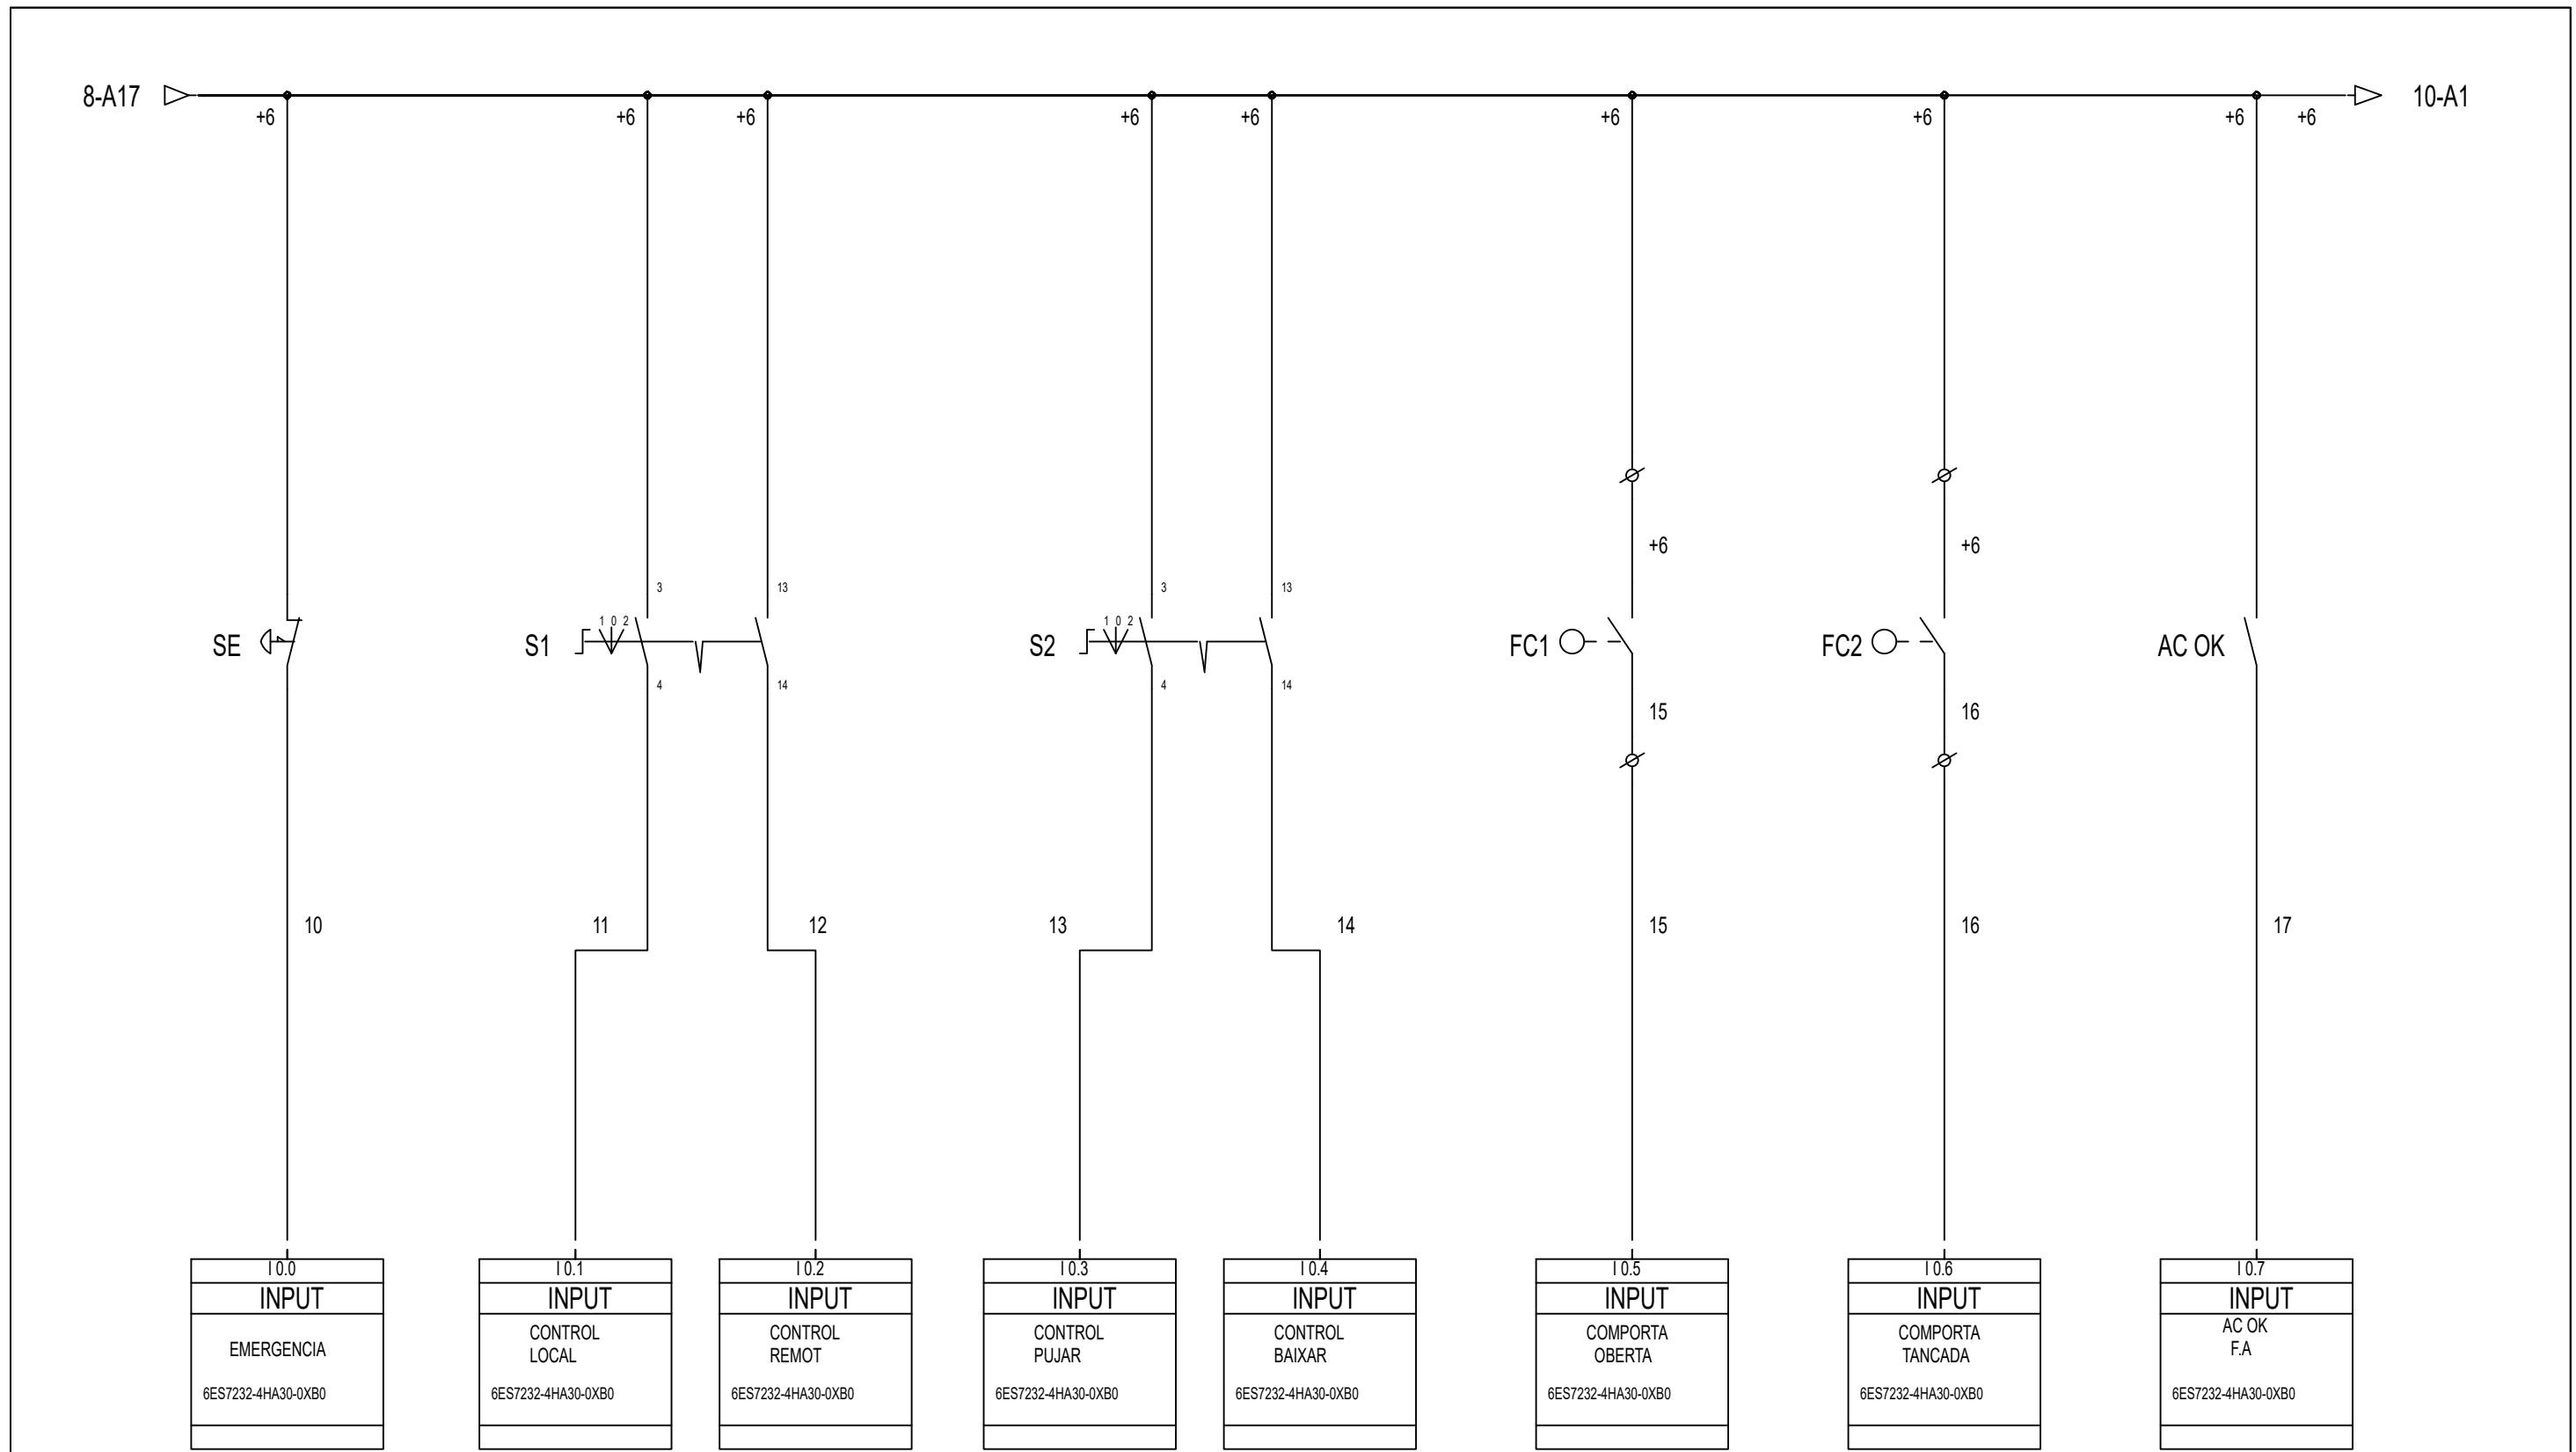 8-A17
10-A1
+6 +6 +6 +6 +6 +6 +6 +6 +6
+6 +6
3 13 3 13
1 0 2 1 0 2
SE S1 S2 FC1 FC2 AC OK
4 14 4 14
15 16
10 11 12 13 14 15 16 17
I 0.0
INPUT
EMERGENCIA
6ES7232-4HA30-0XB0
I 0.1
INPUT
CONTROL
LOCAL
6ES7232-4HA30-0XB0
I 0.2
INPUT
CONTROL
REMOT
6ES7232-4HA30-0XB0
I 0.3
INPUT
CONTROL
PUJAR
6ES7232-4HA30-0XB0
I 0.4
INPUT
CONTROL
BAIXAR
6ES7232-4HA30-0XB0
I 0.5
INPUT
COMPORTA
OBERTA
6ES7232-4HA30-0XB0
I 0.6
INPUT
COMPORTA
TANCADA
6ES7232-4HA30-0XB0
I 0.7
INPUT
AC OK
F.A
6ES7232-4HA30-0XB0